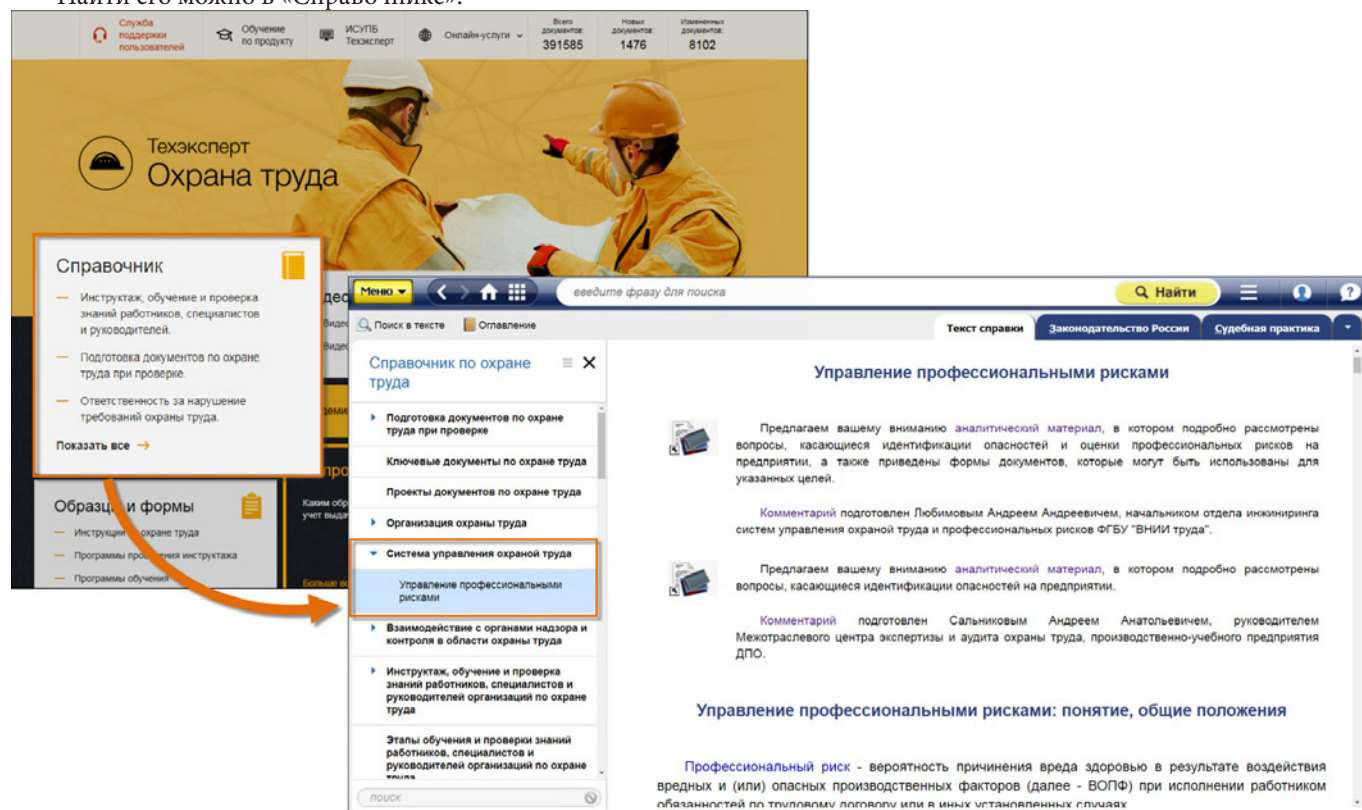 Найти его можно в «Справочнике».
Служба
поддержки
пользователей
Обучение
по продукту
ИСУПБ
Техэксперт
Онлайн-услуги
Всего
документов:
391585
Новых
документов:
1476
Измененных
документов:
8102
Техэксперт
Охрана труда
Справочник
— Инструктаж, обучение и проверка
знаний работников, специалистов
и руководителей.
— Подготовка документов по охране
труда при проверке.
— Ответственность за нарушение
требований охраны труда.
Показать все →
Образцы и формы
— Инструкции по охране труда
— Программы проведения инструктажа
— Программы обучения
Каким обр
учет выда
Больше во
Меню
введите фразу для поиска
Найти
?
Поиск в тексте
Оглавление
Текст справки
Законодательство России
Судебная практика
Справочник по охране
труда
Подготовка документов по охране
труда при проверке
Ключевые документы по охране труда
Проекты документов по охране труда
Организация охраны труда
Система управления охраной труда
Управление профессиональными
рисками
Взаимодействие с органами надзора и
контроля в области охраны труда
Инструктаж, обучение и проверка
знаний работников, специалистов и
руководителей организаций по охране
труда
Этапы обучения и проверки знаний
работников, специалистов и
руководителей организаций по охране
труда
поиск
Управление профессиональными рисками
Предлагаем вашему вниманию аналитический материал, в котором подробно рассмотрены
вопросы, касающиеся идентификации опасностей и оценки профессиональных рисков на
предприятии, а также приведены формы документов, которые могут быть использованы для
указанных целей.
Комментарий подготовлен Любимовым Андреем Андреевичем, начальником отдела инжиниринга
систем управления охраной труда и профессиональных рисков ФГБУ "ВНИИ труда".
Предлагаем вашему вниманию аналитический материал, в котором подробно рассмотрены
вопросы, касающиеся идентификации опасностей на предприятии.
Комментарий подготовлен Сальниковым Андреем Анатольевичем, руководителем
Межотраслевого центра экспертизы и аудита охраны труда, производственно-учебного предприятия
ДПО.
Управление профессиональными рисками: понятие, общие положения
Профессиональный риск - вероятность причинения вреда здоровью в результате воздействия
вредных и (или) опасных производственных факторов (далее - ВОПФ) при исполнении работником
обязанностей по трудовому договору или в иных установленных случаях